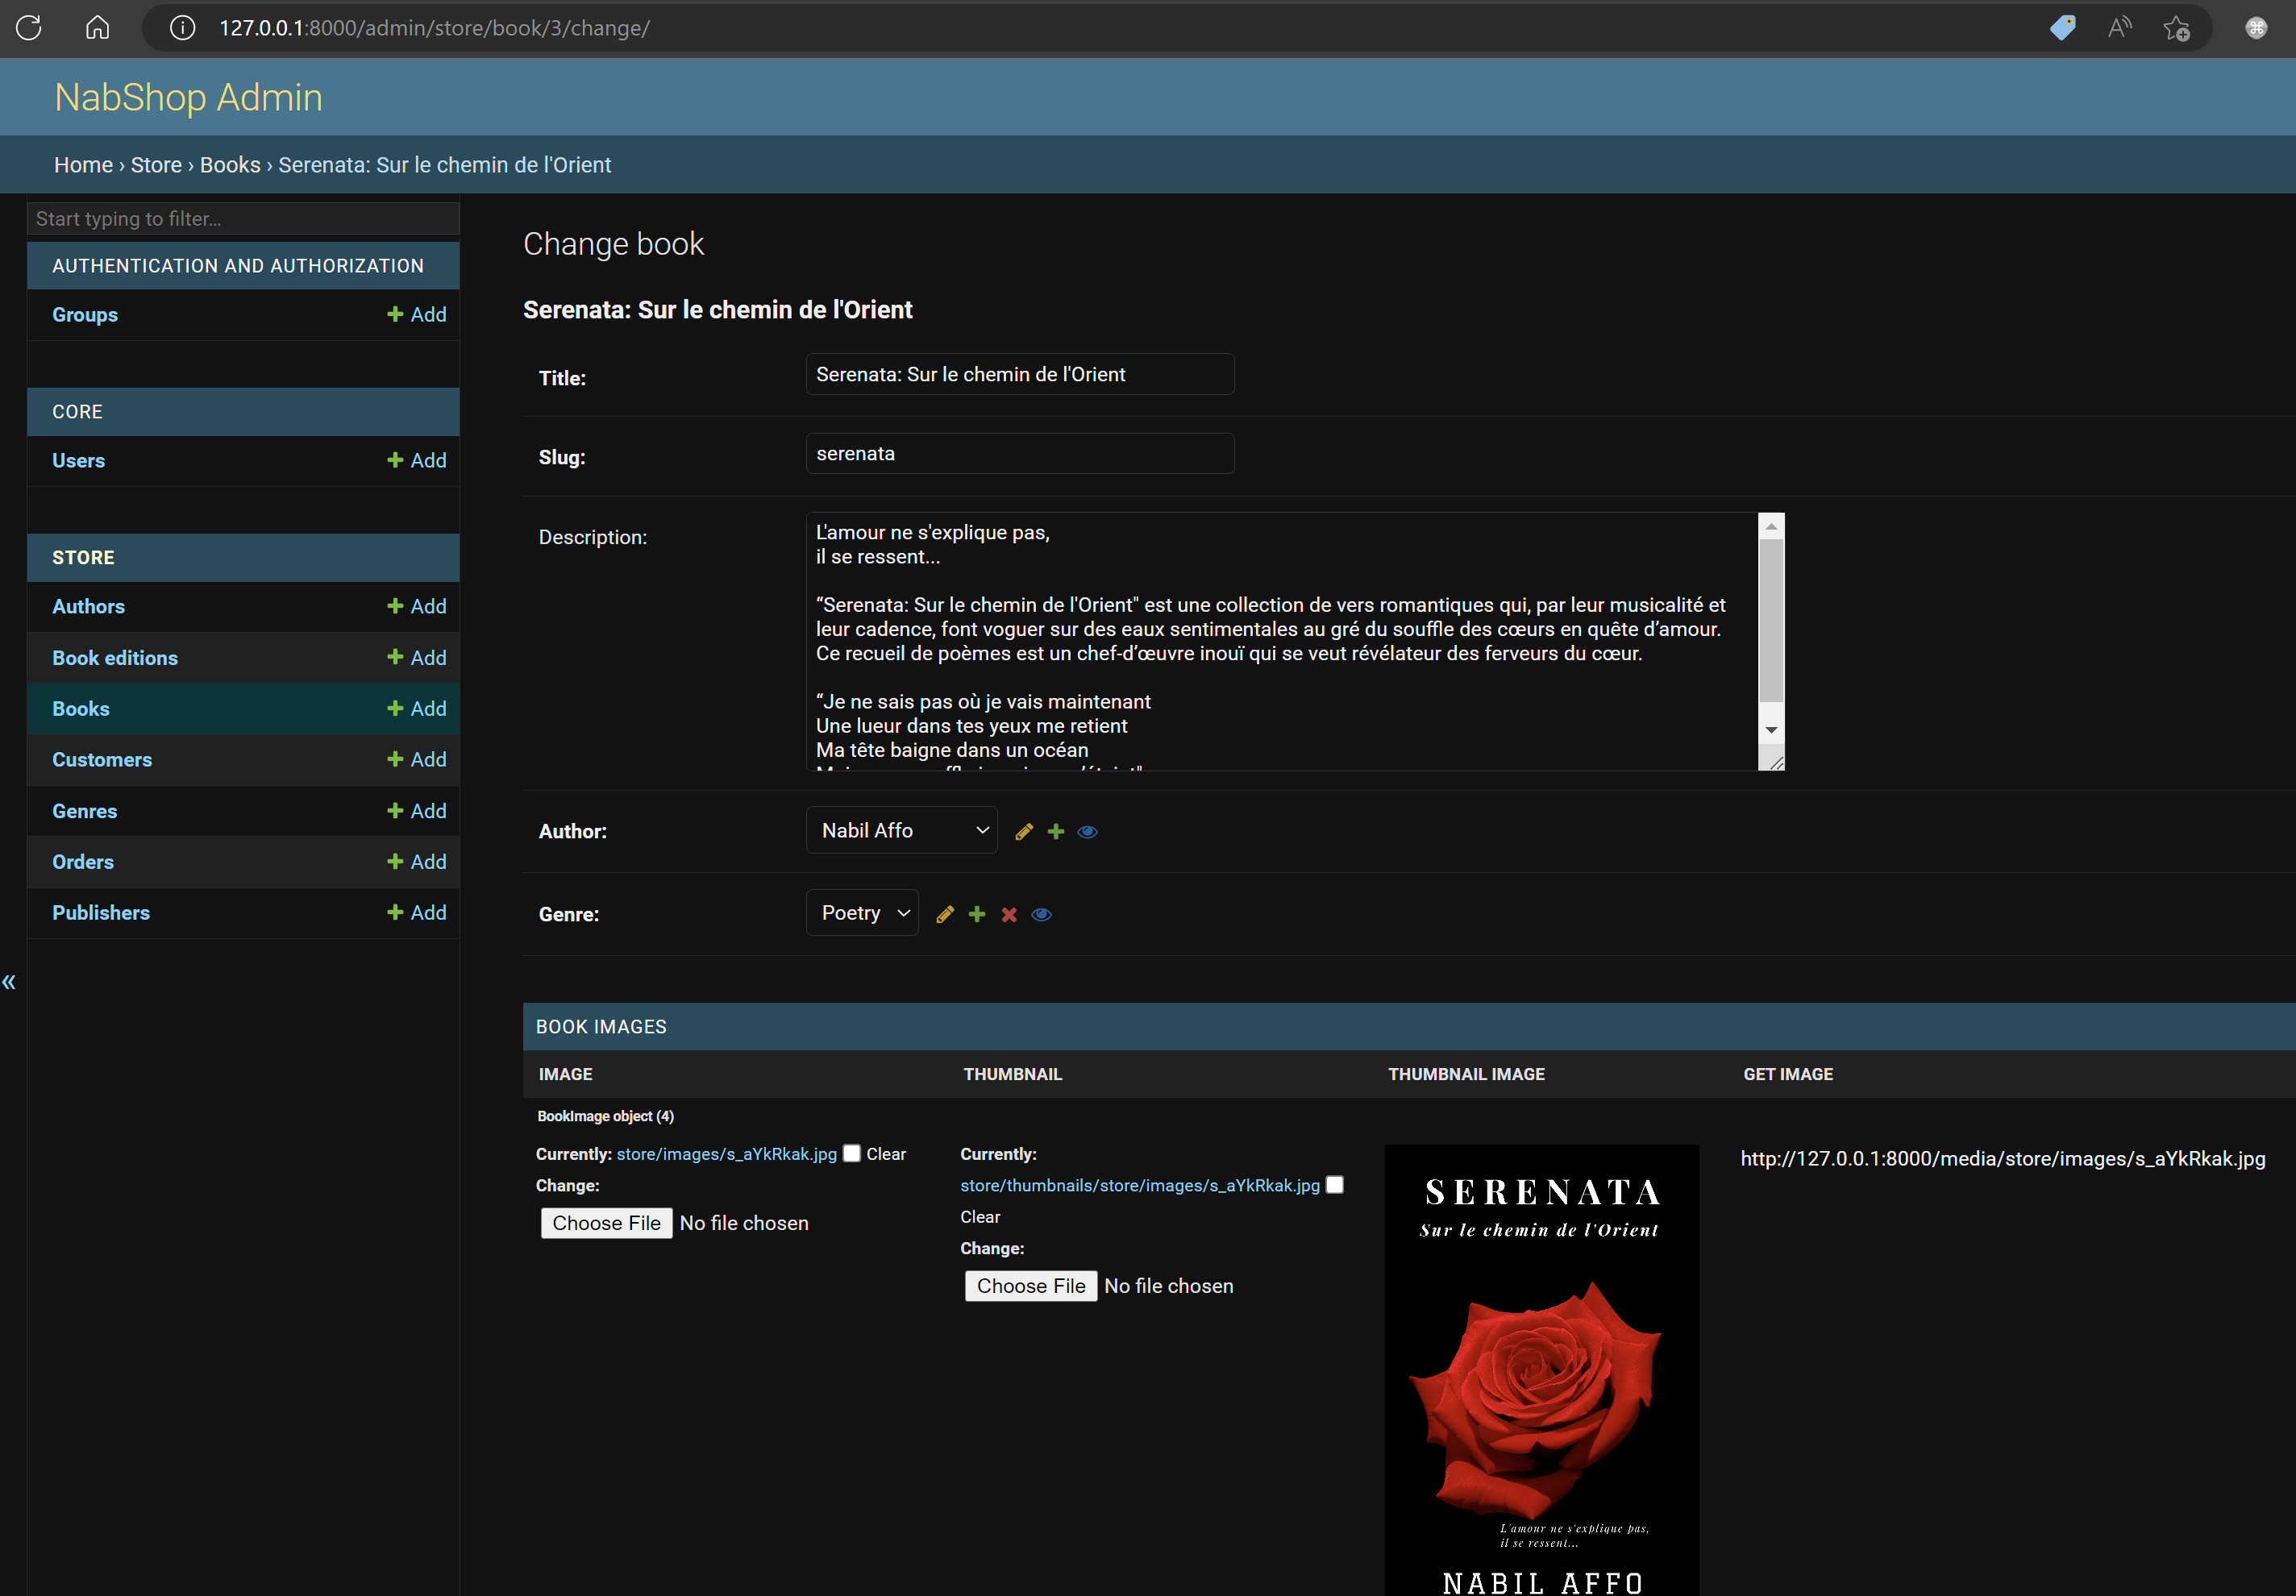 127.0.0.1:8000/admin/store/book/3/change/
NabShop Admin
Home › Store › Books › Serenata: Sur le chemin de l'Orient
Start typing to filter...
AUTHENTICATION AND AUTHORIZATION
Groups + Add
CORE
Users + Add
STORE
Authors + Add
Book editions + Add
Books + Add
Customers + Add
Genres + Add
Orders + Add
Publishers + Add
«
Change book
Serenata: Sur le chemin de l'Orient
Title: Serenata: Sur le chemin de l'Orient
Slug: serenata
Description:
L'amour ne s'explique pas,
il se ressent...
“Serenata: Sur le chemin de l'Orient" est une collection de vers romantiques qui, par leur musicalité et
leur cadence, font voguer sur des eaux sentimentales au gré du souffle des cœurs en quête d’amour.
Ce recueil de poèmes est un chef-d’œuvre inouï qui se veut révélateur des ferveurs du cœur.
“Je ne sais pas où je vais maintenant
Une lueur dans tes yeux me retient
Ma tête baigne dans un océan
Author: Nabil Affo
Genre: Poetry
BOOK IMAGES
IMAGE THUMBNAIL THUMBNAIL IMAGE GET IMAGE
BookImage object (4)
Currently: store/images/s_aYkRkak.jpg Clear
Change:
Choose File No file chosen
Currently:
store/thumbnails/store/images/s_aYkRkak.jpg
Clear
Change:
Choose File No file chosen
SERENATA
Sur le chemin de l'Orient
L'amour ne s'explique pas,
il se ressent...
NABIL AFFO
http://127.0.0.1:8000/media/store/images/s_aYkRkak.jpg